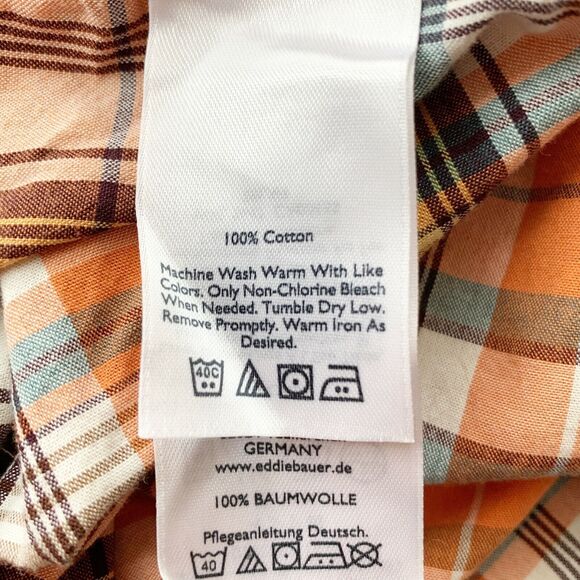 100% Cotton
Machine Wash Warm With Like
Colors. Only Non-Chlorine Bleach
When Needed. Tumble Dry Low.
Remove Promptly. Warm Iron As
Desired.
40C
GERMANY
www.eddiebauer.de
100% BAUMWOLLE
Pflegeanleitung Deutsch.
40